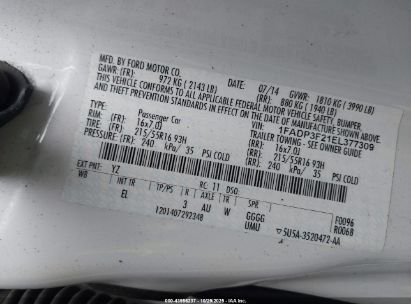 MFD. BY FORD MOTOR CO.
DATE: 07/14 GVWR: 1810 KG (3990 LB)
GAWR: (FR): 972 KG (2143 LB) (RR): 880 KG (1940 LB)
THIS VEHICLE CONFORMS TO ALL APPLICABLE FEDERAL MOTOR VEHICLE SAFETY, BUMPER,
AND THEFT PREVENTION STANDARDS IN EFFECT ON THE DATE OF MANUFACTURE SHOWN ABOVE.
VIN: 1FADP3F21EL377309
TYPE: Passenger Car TRAILER TOWING - SEE OWNER GUIDE
RIM: (FR): 16x7.0J (RR): 16x7.0J
TIRE: (FR): 215/55R16 93H (RR): 215/55R16 93H
PRESSURE: (FR): 240 kPa/ 35 PSI COLD (RR): 240 kPa/ 35 PSI COLD
EXT PNT: YZ RC: 11 DSO: F0096
WB INT TR TP/PS R AXLE TR SPR R0068
EL 3 AU W GGGG
1201407292348 UMU 5U5A-3520472-AA